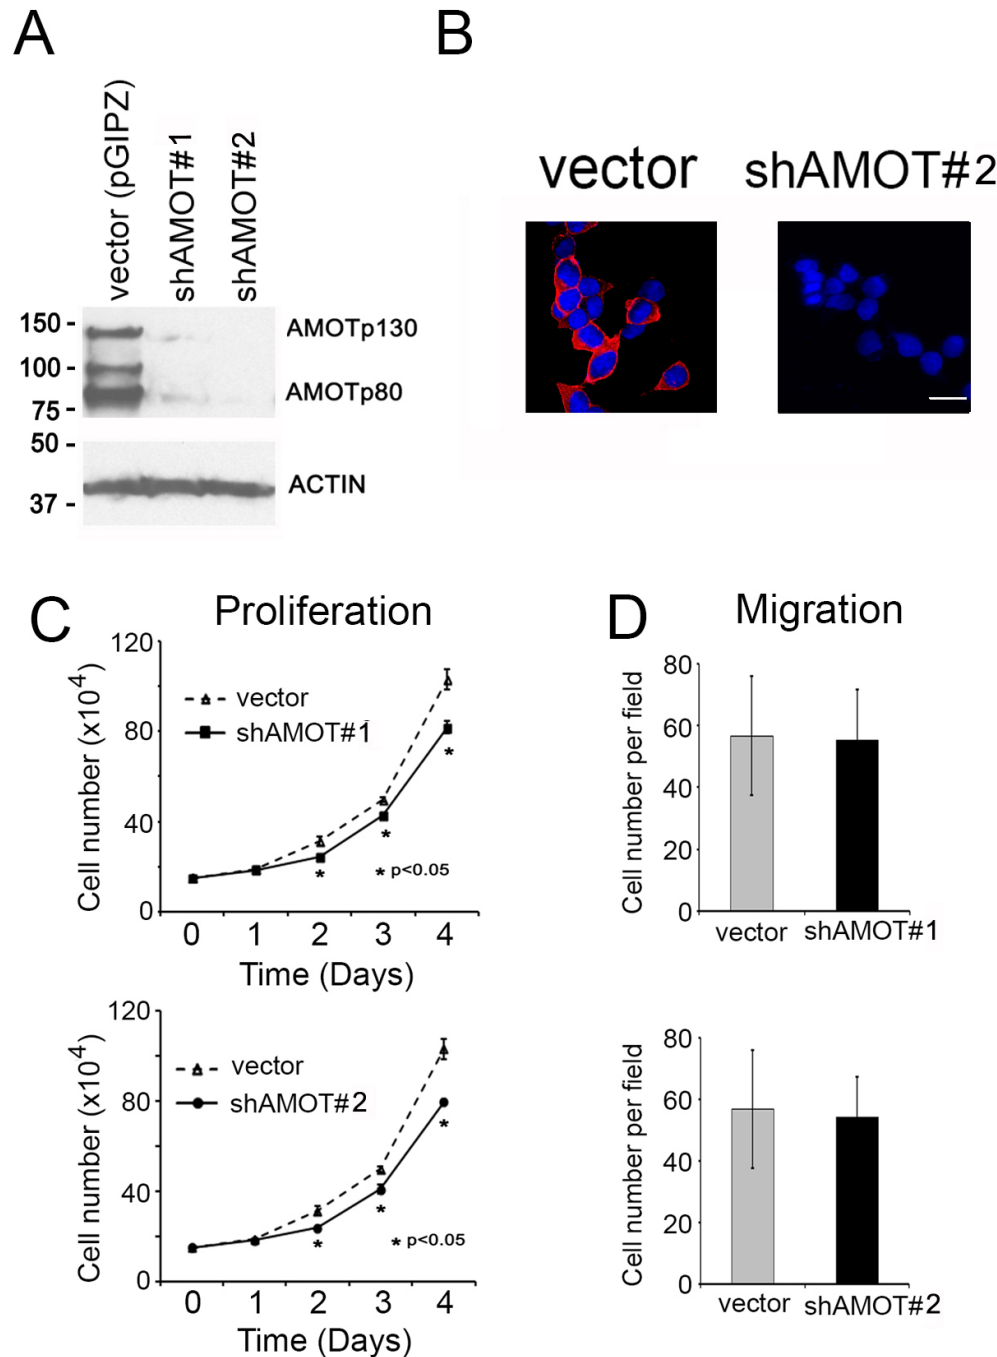 A
B
vector (pGIPZ)
shAMOT#1
shAMOT#2
vector
shAMOT#2
150 -
100 -
75 -
50 -
37 -
AMOTp130
AMOTp80
ACTIN
C
Proliferation
Cell number (x10⁴)
120
80
40
0
vector
shAMOT#1
*
*
*
* p<0.05
0 1 2 3 4
Time (Days)
Cell number (x10⁴)
120
80
40
0
vector
shAMOT#2
*
*
*
* p<0.05
0 1 2 3 4
Time (Days)
D
Migration
Cell number per field
80
60
40
20
0
vector shAMOT#1
Cell number per field
80
60
40
20
0
vector shAMOT#2